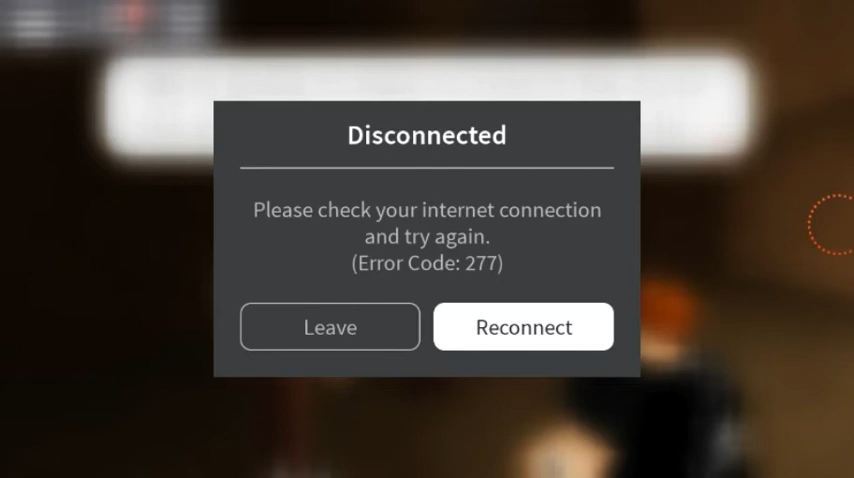 Disconnected
Please check your internet connection
and try again.
(Error Code: 277)
Leave
Reconnect